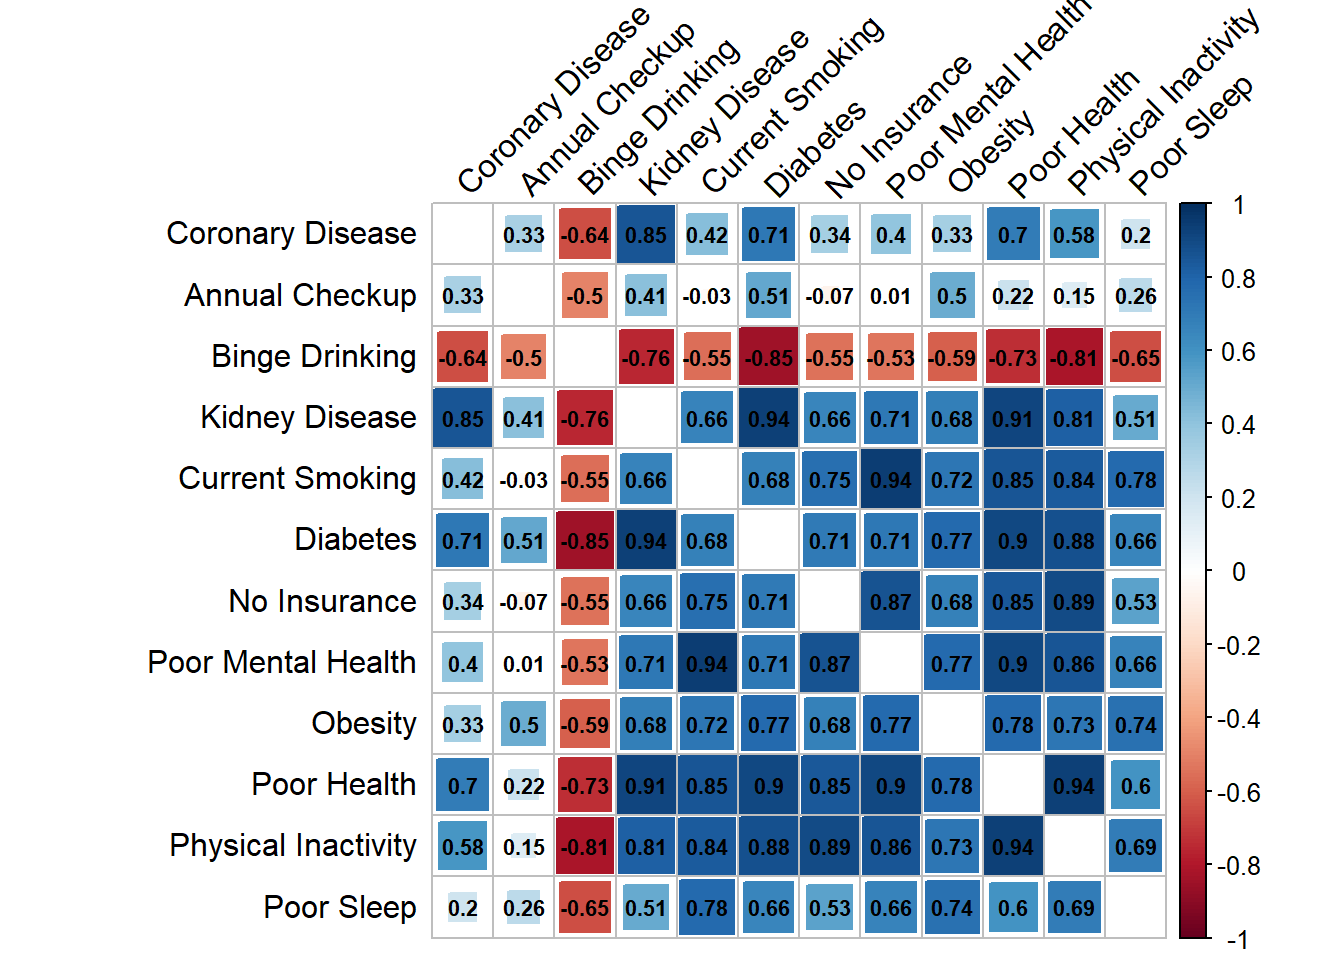 Coronary Disease
Annual Checkup
Binge Drinking
Kidney Disease
Current Smoking
Diabetes
No Insurance
Poor Mental Health
Obesity
Poor Health
Physical Inactivity
Poor Sleep
Coronary Disease 0.33 -0.64 0.85 0.42 0.71 0.34 0.4 0.33 0.7 0.58 0.2
Annual Checkup 0.33 -0.5 0.41 -0.03 0.51 -0.07 0.01 0.5 0.22 0.15 0.26
Binge Drinking -0.64 -0.5 -0.76 -0.55 -0.85 -0.55 -0.53 -0.59 -0.73 -0.81 -0.65
Kidney Disease 0.85 0.41 -0.76 0.66 0.94 0.66 0.71 0.68 0.91 0.81 0.51
Current Smoking 0.42 -0.03 -0.55 0.66 0.68 0.75 0.94 0.72 0.85 0.84 0.78
Diabetes 0.71 0.51 -0.85 0.94 0.68 0.71 0.71 0.77 0.9 0.88 0.66
No Insurance 0.34 -0.07 -0.55 0.66 0.75 0.71 0.87 0.68 0.85 0.89 0.53
Poor Mental Health 0.4 0.01 -0.53 0.71 0.94 0.71 0.87 0.77 0.9 0.86 0.66
Obesity 0.33 0.5 -0.59 0.68 0.72 0.77 0.68 0.77 0.78 0.73 0.74
Poor Health 0.7 0.22 -0.73 0.91 0.85 0.9 0.85 0.9 0.78 0.94 0.6
Physical Inactivity 0.58 0.15 -0.81 0.81 0.84 0.88 0.89 0.86 0.73 0.94 0.69
Poor Sleep 0.2 0.26 -0.65 0.51 0.78 0.66 0.53 0.66 0.74 0.6 0.69
1
0.8
0.6
0.4
0.2
0
-0.2
-0.4
-0.6
-0.8
-1